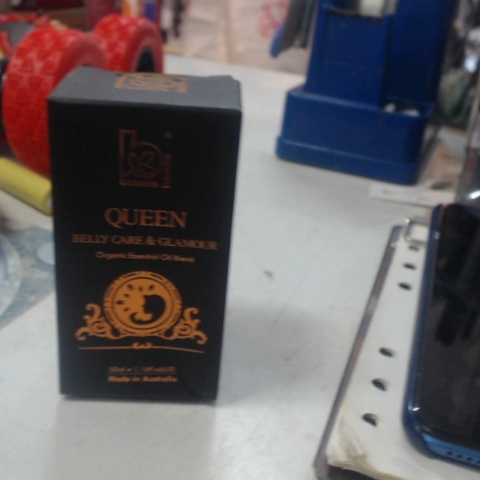 QUEEN
BELLY CARE & GLAMOUR
Organic Essential Oil Blend
Made in Australia